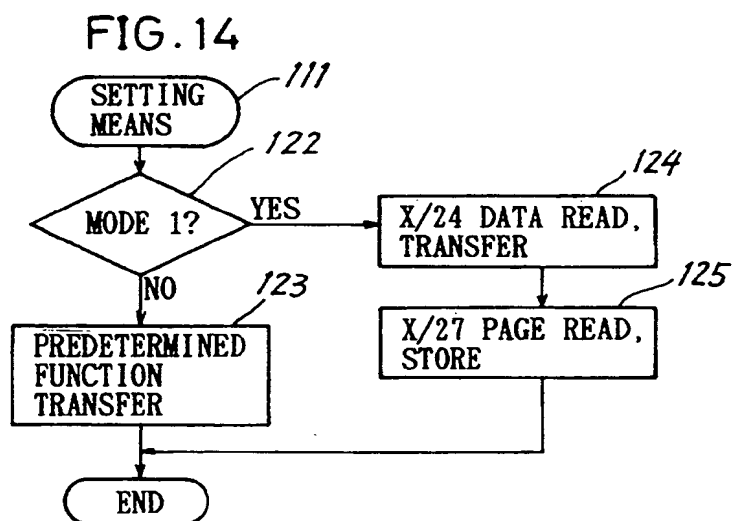 FIG. 14
SETTING
MEANS
111
122
MODE 1?
YES
NO
124
X/24 DATA READ,
TRANSFER
125
X/27 PAGE READ,
STORE
123
PREDETERMINED
FUNCTION
TRANSFER
END